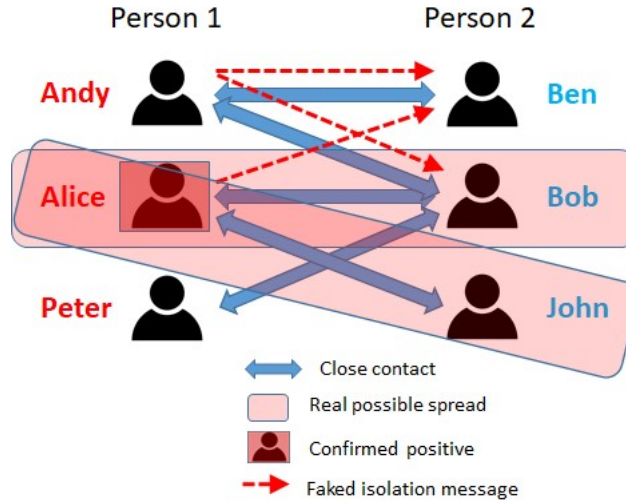 Person 1 Person 2
Andy Ben
Alice Bob
Peter John
Close contact
Real possible spread
Confirmed positive
Faked isolation message